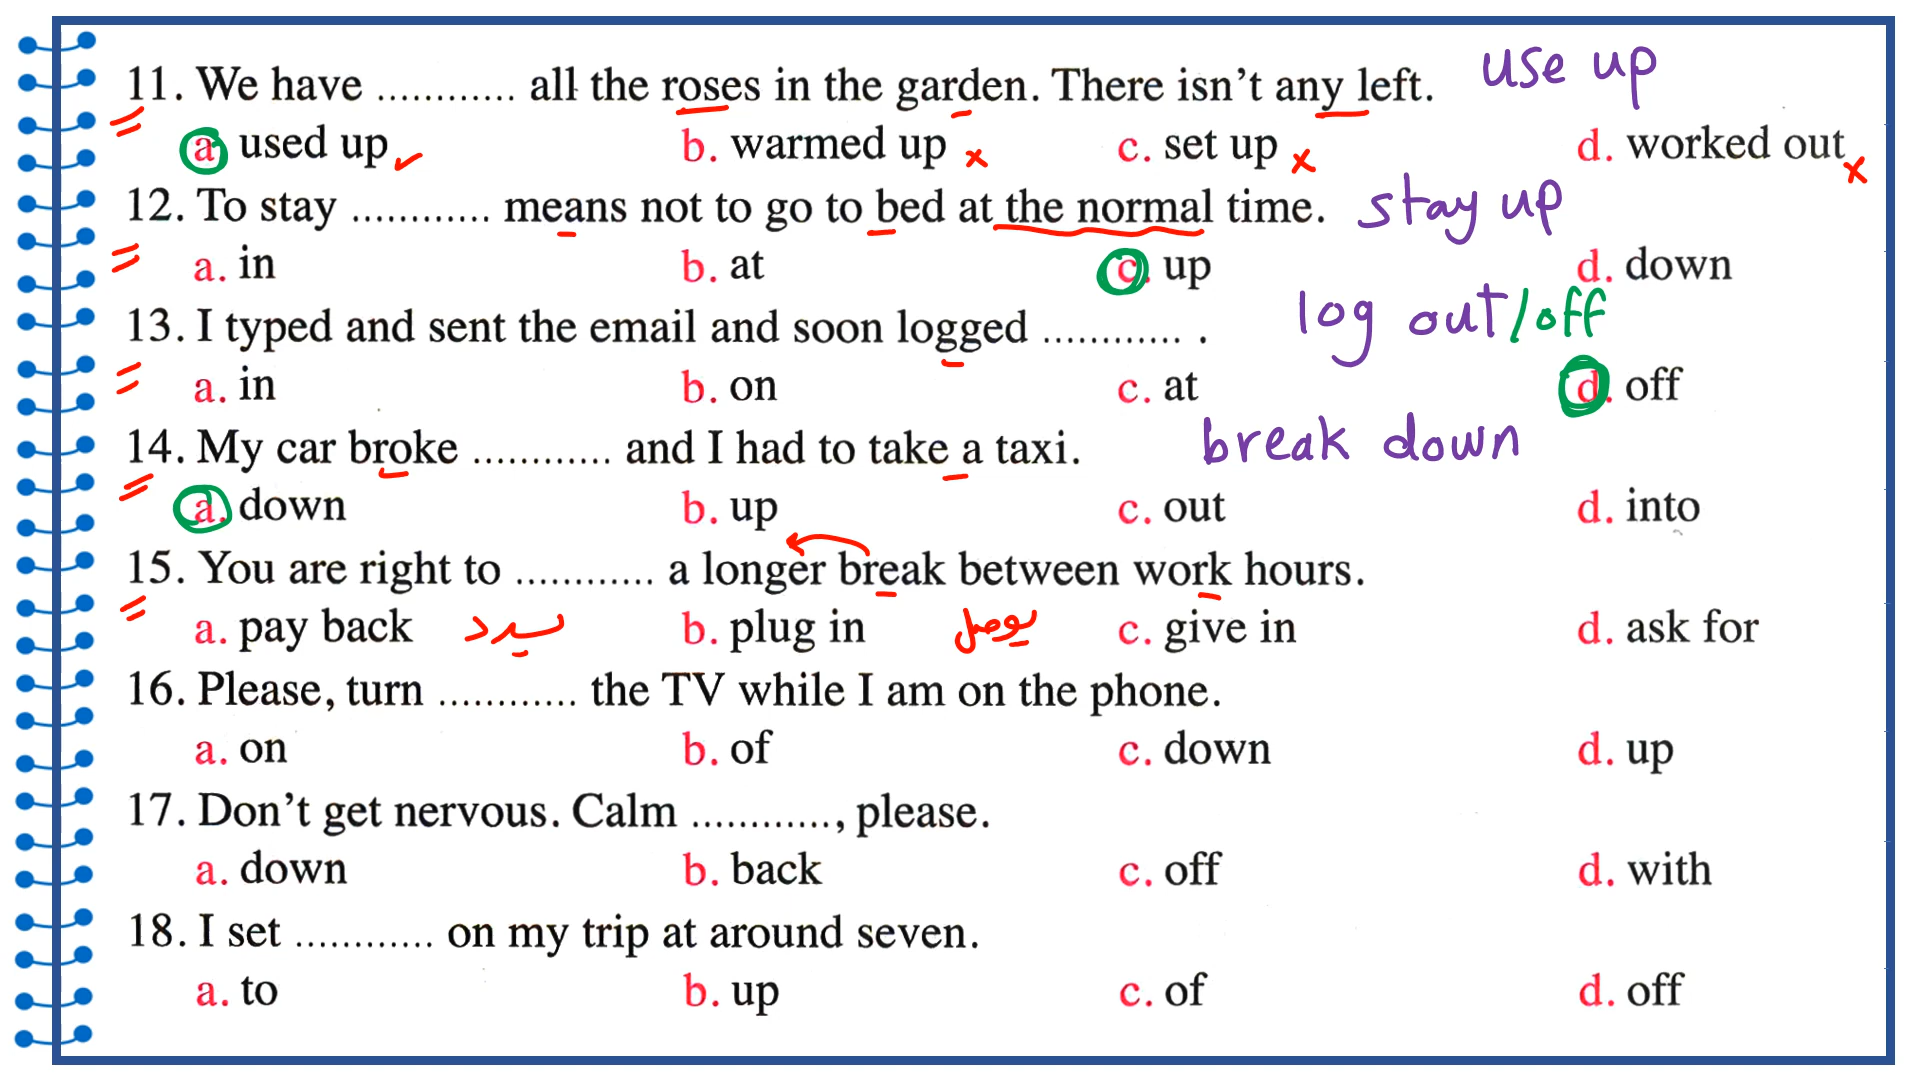 11. We have ............ all the roses in the garden. There isn't any left. use up
a. used up b. warmed up c. set up d. worked out
12. To stay ............ means not to go to bed at the normal time. stay up
a. in b. at c. up d. down
13. I typed and sent the email and soon logged ............ . log out/off
a. in b. on c. at d. off
14. My car broke ............ and I had to take a taxi. break down
a. down b. up c. out d. into
15. You are right to ............ a longer break between work hours.
a. pay back يسدد b. plug in يوصل c. give in d. ask for
16. Please, turn ............ the TV while I am on the phone.
a. on b. of c. down d. up
17. Don't get nervous. Calm ............, please.
a. down b. back c. off d. with
18. I set ............ on my trip at around seven.
a. to b. up c. of d. off